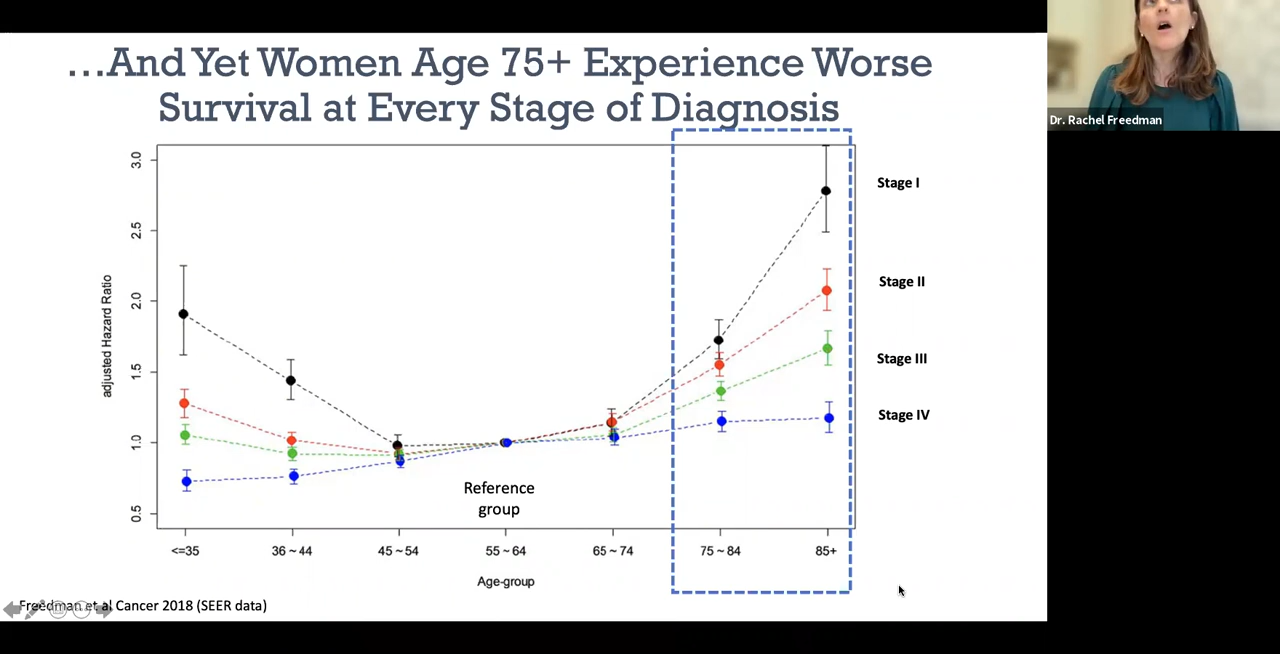 ...And Yet Women Age 75+ Experience Worse
Survival at Every Stage of Diagnosis
Dr. Rachel Freedman
adjusted Hazard Ratio
3.0
2.5
2.0
1.5
1.0
0.5
Stage I
Stage II
Stage III
Stage IV
Reference
group
<=35 36 ~ 44 45 ~ 54 55 ~ 64 65 ~ 74 75 ~ 84 85+
Age-group
Freedman et al Cancer 2018 (SEER data)